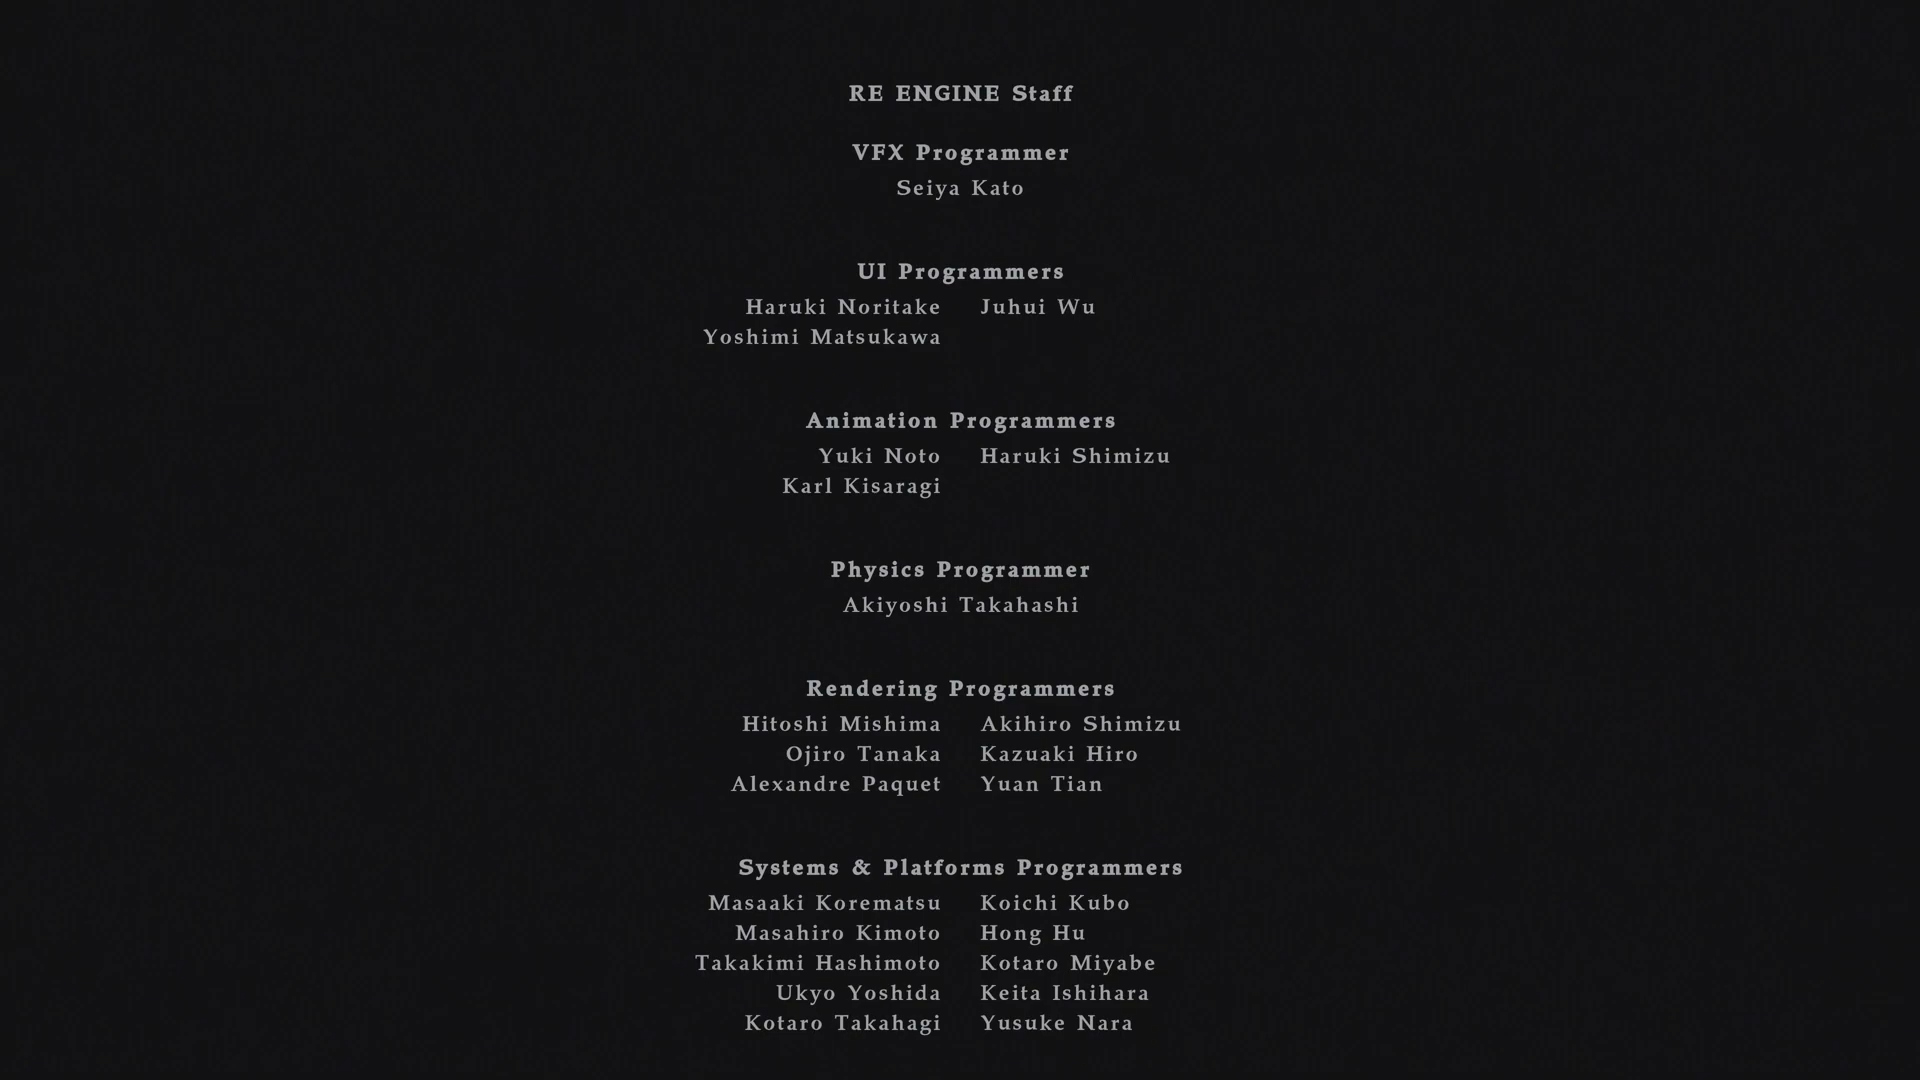 RE ENGINE Staff
VFX Programmer
Seiya Kato
UI Programmers
Haruki Noritake Juhui Wu
Yoshimi Matsukawa
Animation Programmers
Yuki Noto Haruki Shimizu
Karl Kisaragi
Physics Programmer
Akiyoshi Takahashi
Rendering Programmers
Hitoshi Mishima Akihiro Shimizu
Ojiro Tanaka Kazuaki Hiro
Alexandre Paquet Yuan Tian
Systems & Platforms Programmers
Masaaki Korematsu Koichi Kubo
Masahiro Kimoto Hong Hu
Takakimi Hashimoto Kotaro Miyabe
Ukyo Yoshida Keita Ishihara
Kotaro Takahagi Yusuke Nara